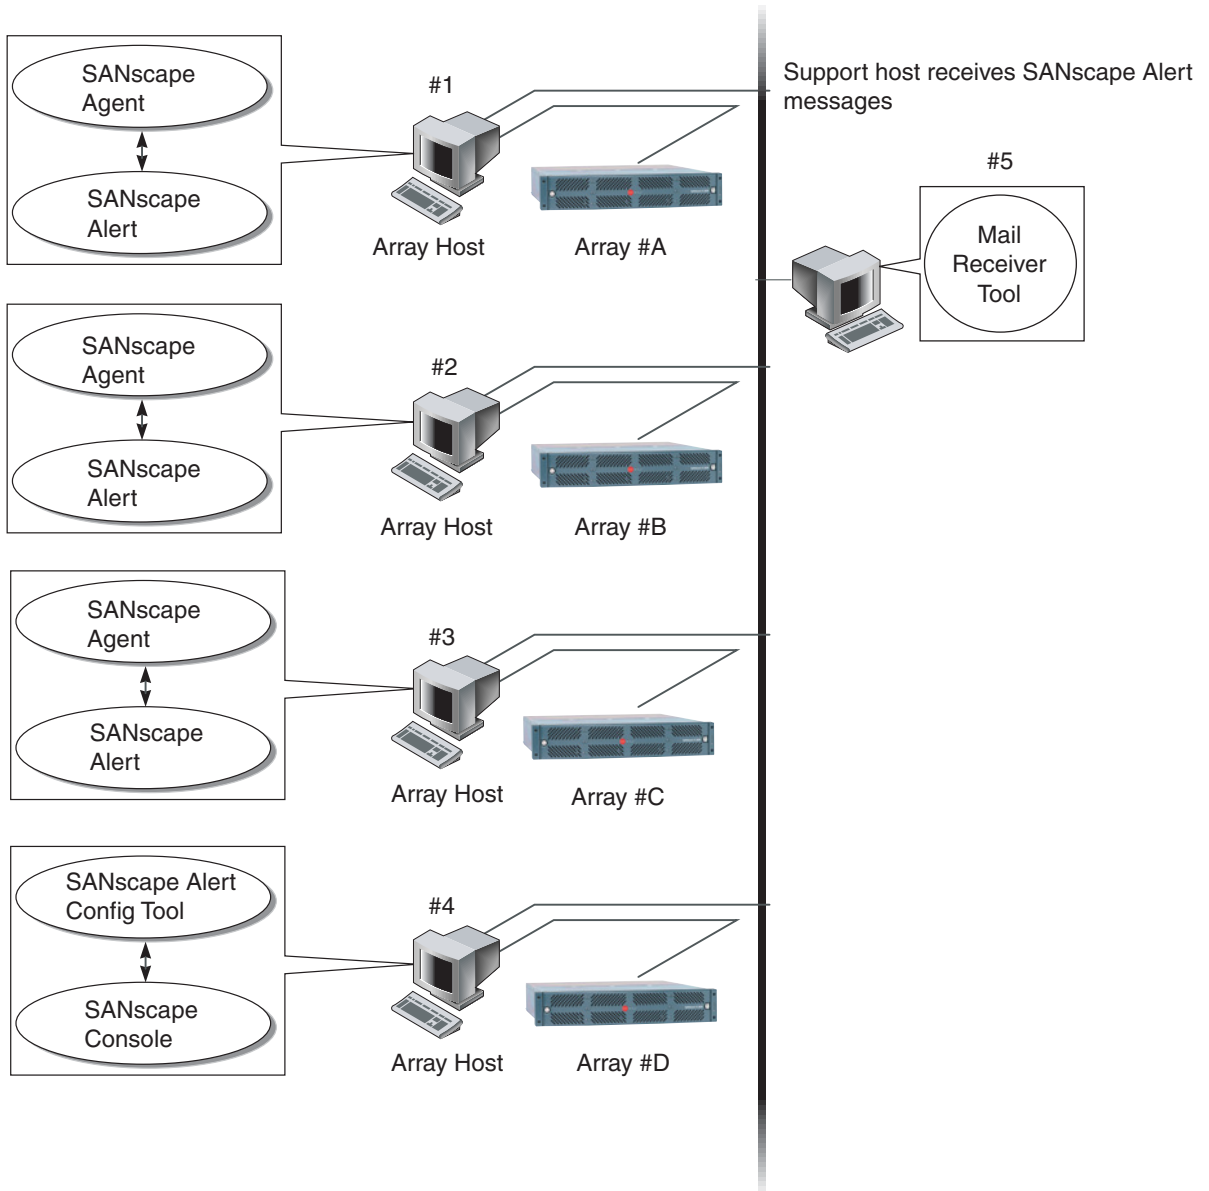 SANscape
Agent
SANscape
Alert
#1
Array Host
Array #A
Support host receives SANscape Alert
messages
#5
Mail
Receiver
Tool
SANscape
Agent
SANscape
Alert
#2
Array Host
Array #B
SANscape
Agent
SANscape
Alert
#3
Array Host
Array #C
SANscape Alert
Config Tool
SANscape
Console
#4
Array Host
Array #D